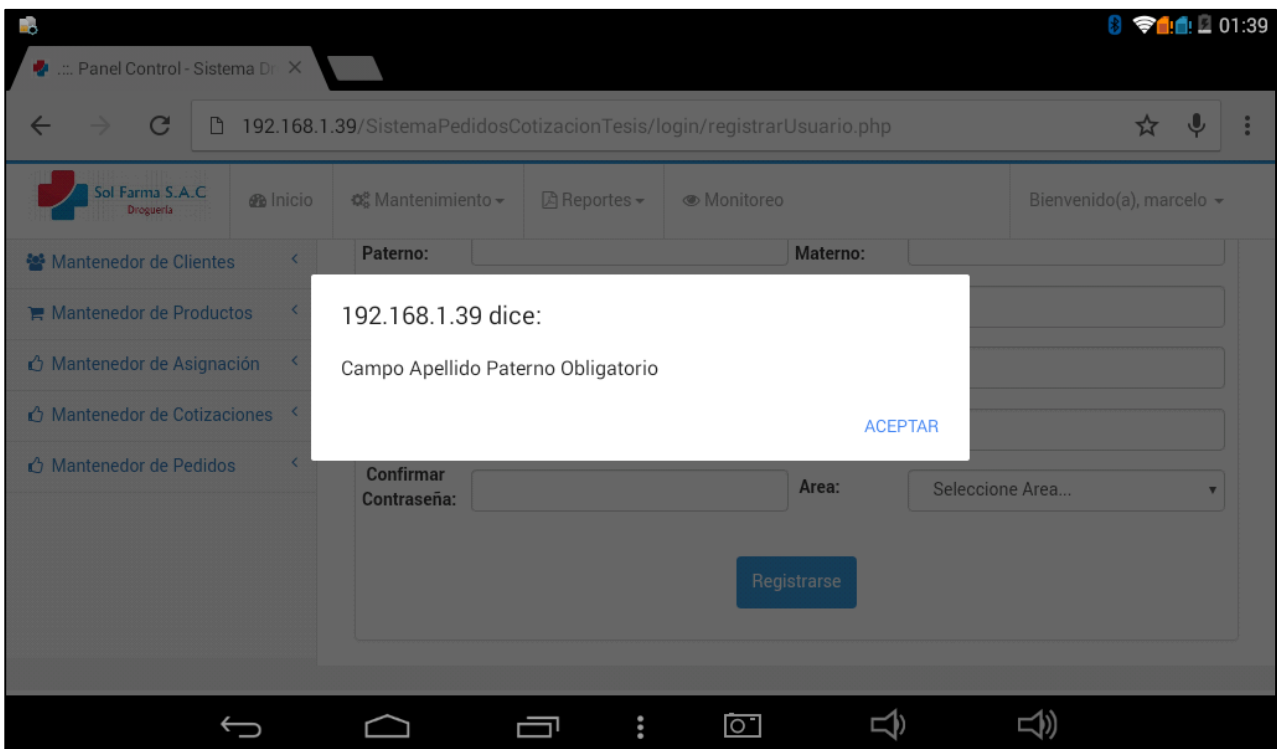 01:39
.::. Panel Control - Sistema Dr
192.168.1.39/SistemaPedidosCotizacionTesis/login/registrarUsuario.php
Sol Farma S.A.C
Droguería
Inicio
Mantenimiento
Reportes
Monitoreo
Bienvenido(a), marcelo
Mantenedor de Clientes
Mantenedor de Productos
Mantenedor de Asignación
Mantenedor de Cotizaciones
Mantenedor de Pedidos
Paterno:
Materno:
192.168.1.39 dice:
Campo Apellido Paterno Obligatorio
ACEPTAR
Confirmar
Contraseña:
Area:
Seleccione Area...
Registrarse